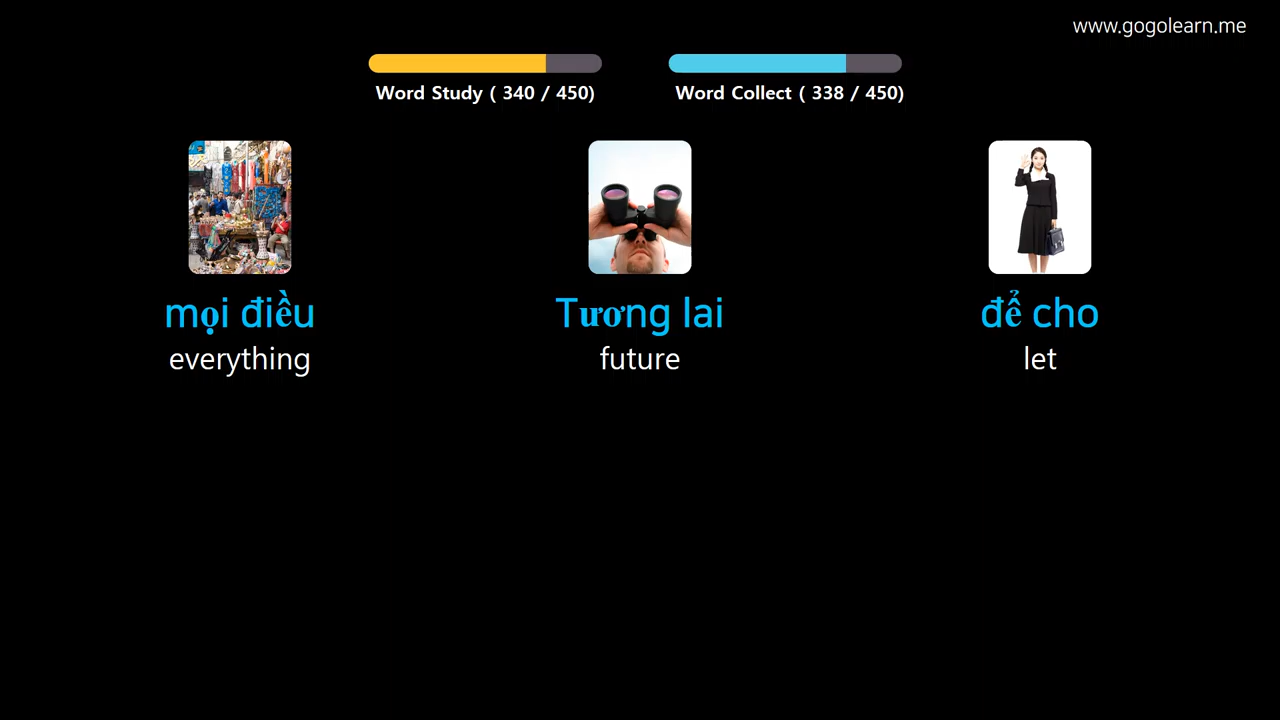 www.gogolearn.me
Word Study ( 340 / 450)
Word Collect ( 338 / 450)
mọi điều
everything
Tương lai
future
để cho
let